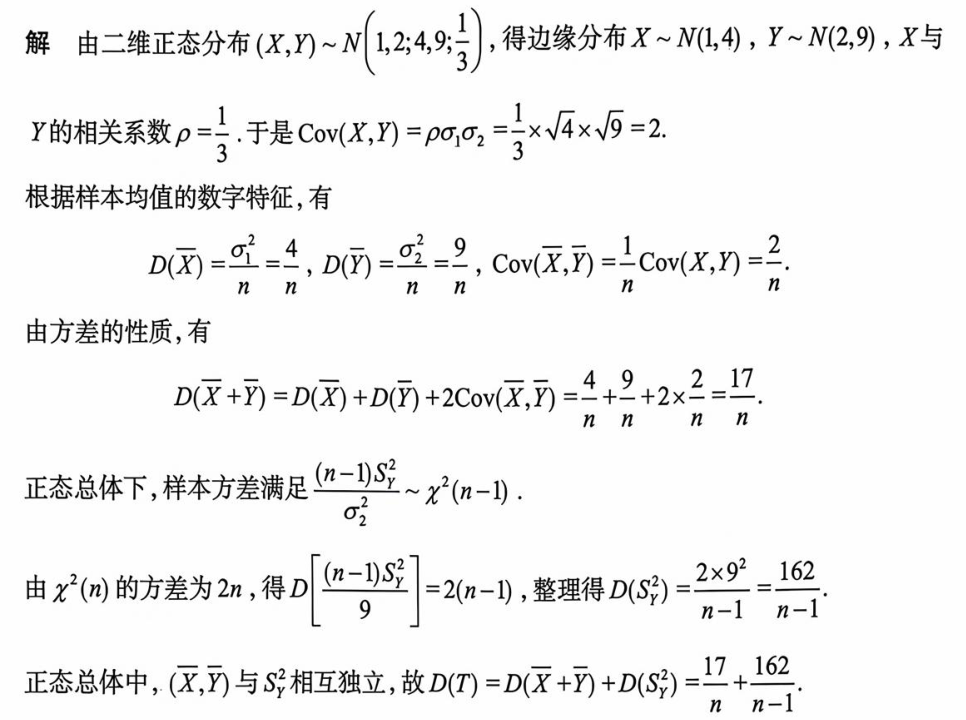 解 由二维正态分布 (X,Y) ~ N(1,2;4,9;1/3),得边缘分布 X ~ N(1,4),Y ~ N(2,9),X与
Y的相关系数 ρ = 1/3.于是 Cov(X,Y) = ρσ₁σ₂ = 1/3 × √4 × √9 = 2.
根据样本均值的数字特征,有
D(X̄) = σ₁²/n = 4/n, D(Ȳ) = σ₂²/n = 9/n, Cov(X̄,Ȳ) = 1/n Cov(X,Y) = 2/n.
由方差的性质,有
D(X̄ + Ȳ) = D(X̄) + D(Ȳ) + 2Cov(X̄,Ȳ) = 4/n + 9/n + 2 × 2/n = 17/n.
正态总体下,样本方差满足 (n−1)S_Y²/σ₂² ~ χ²(n−1).
由 χ²(n) 的方差为 2n,得 D[(n−1)S_Y²/9] = 2(n−1),整理得 D(S_Y²) = 2×9²/(n−1) = 162/(n−1).
正态总体中,(X̄,Ȳ) 与 S_Y² 相互独立,故 D(T) = D(X̄ + Ȳ) + D(S_Y²) = 17/n + 162/(n−1).